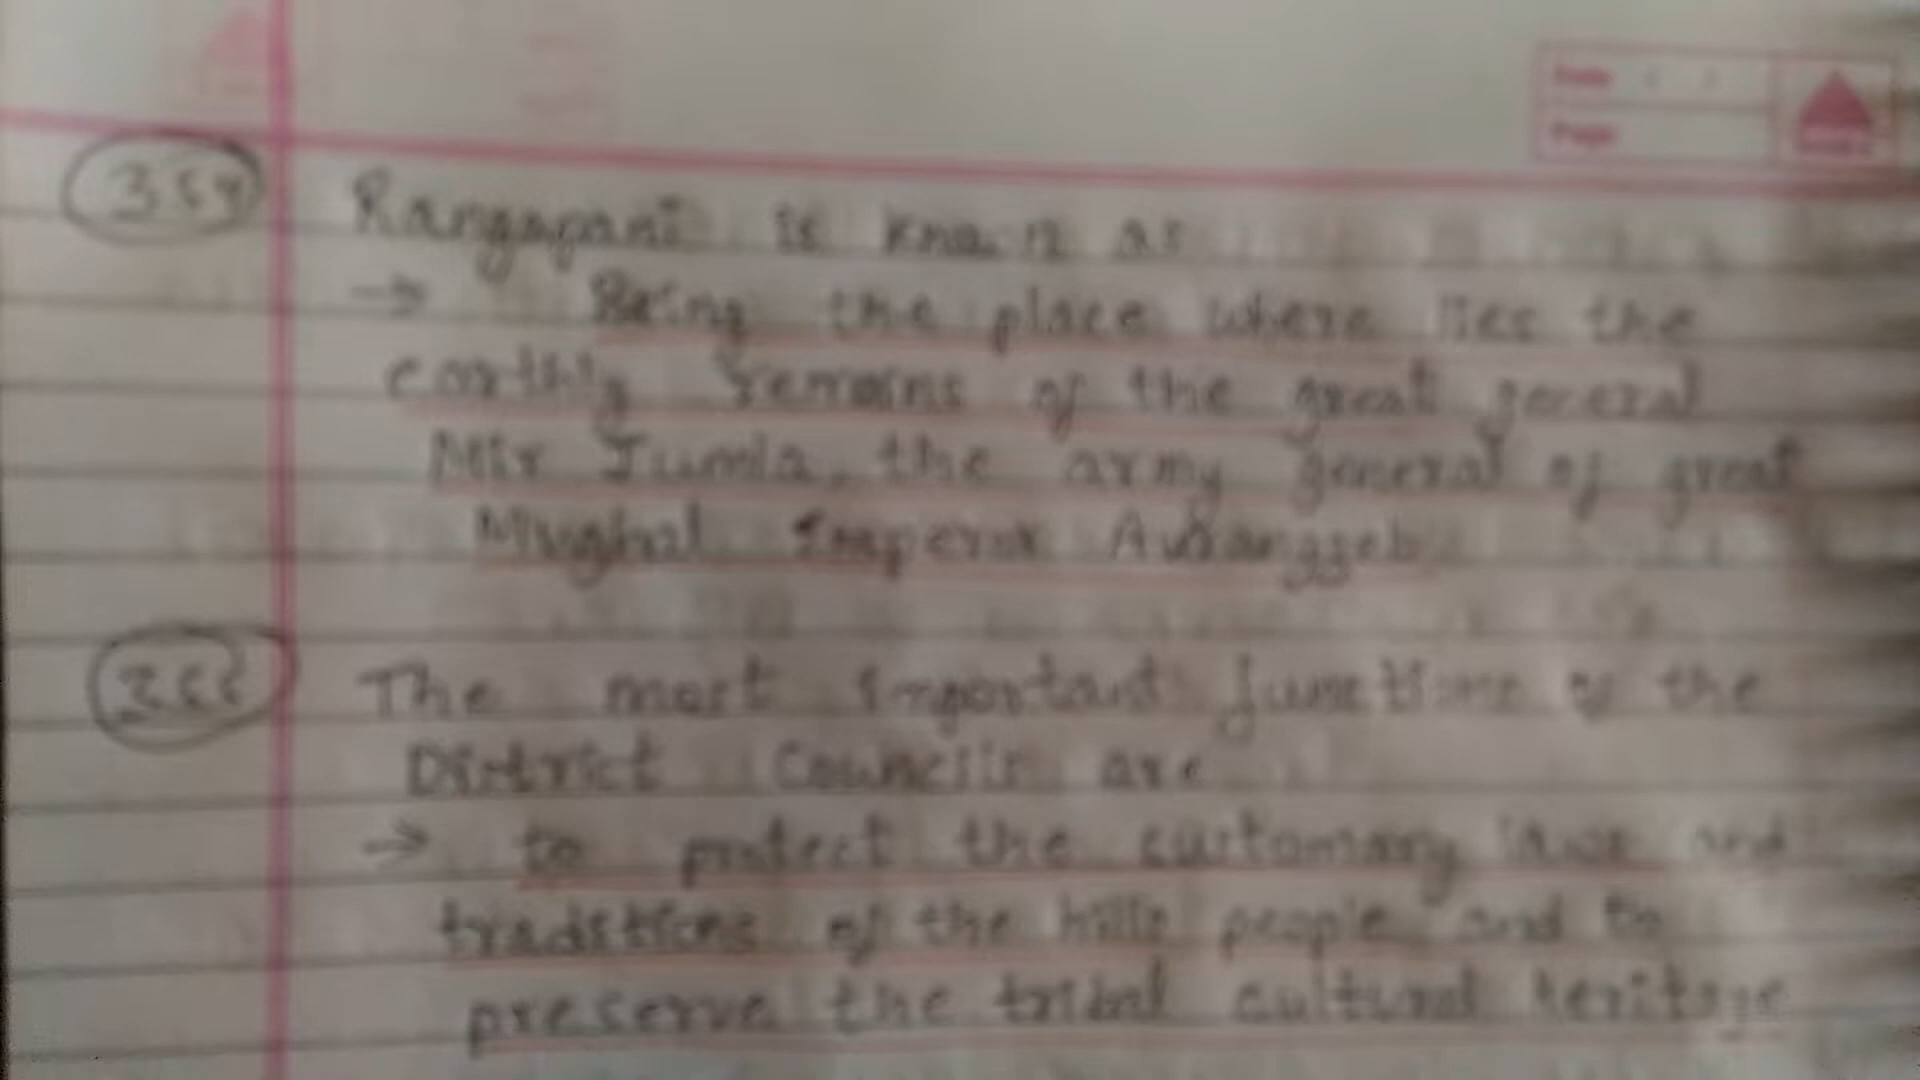 Rangapani is known as
→ Being the place where lies the
earthly remains of the great general
Mir Jumla, the army general of great
Mughal Emperor Aurangzeb
The most important functions of the
District Councils are
→ to protect the customary laws and
traditions of the hills people and to
preserve the tribal cultural heritage